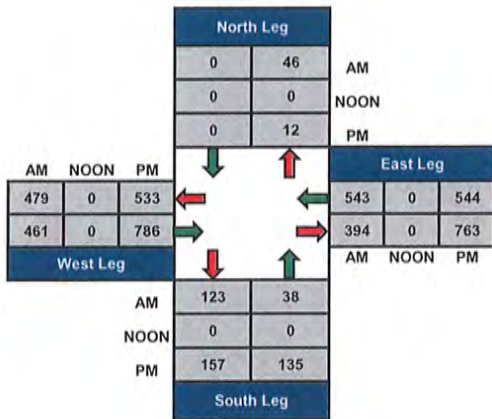 North Leg
0 46 AM
0 0 NOON
0 12 PM
AM NOON PM
East Leg
479 0 533
543 0 544
461 0 786
394 0 763
West Leg
AM NOON PM
AM 123 38
NOON 0 0
PM 157 135
South Leg